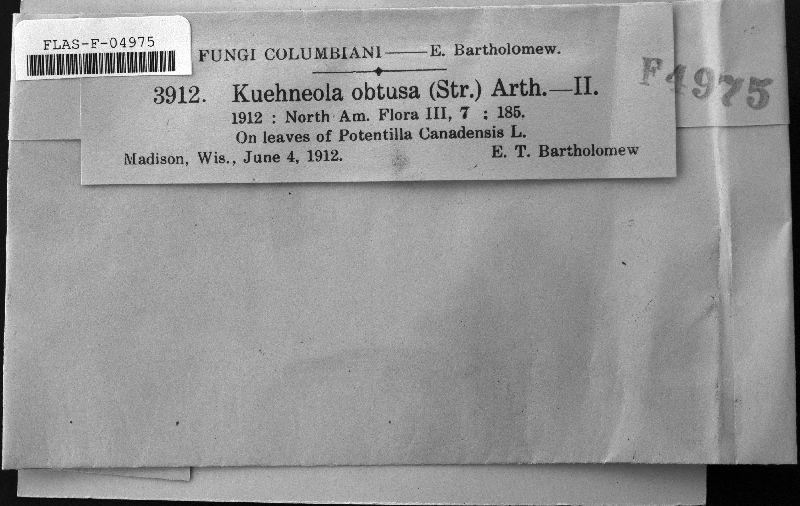 FLAS-F-04975
FUNGI COLUMBIANI——E. Bartholomew.
F4975
3912. Kuehneola obtusa (Str.) Arth.—II.
1912 : North Am. Flora III, 7 : 185.
On leaves of Potentilla Canadensis L.
Madison, Wis., June 4, 1912. E. T. Bartholomew